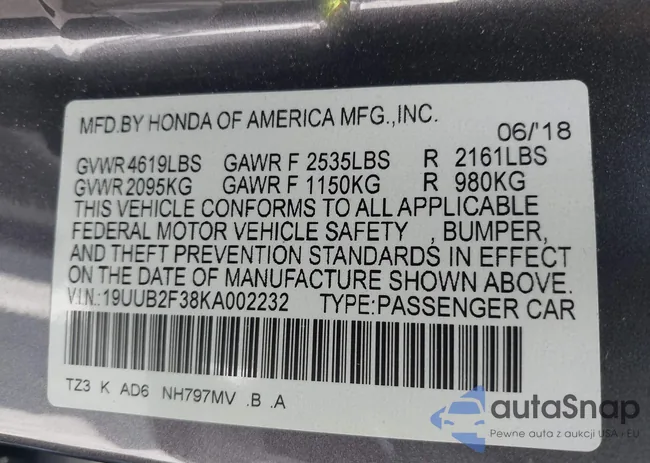 MFD.BY HONDA OF AMERICA MFG.,INC.
06/'18
GVWR 4619LBS GAWR F 2535LBS R 2161LBS
GVWR 2095KG GAWR F 1150KG R 980KG
THIS VEHICLE CONFORMS TO ALL APPLICABLE
FEDERAL MOTOR VEHICLE SAFETY , BUMPER,
AND THEFT PREVENTION STANDARDS IN EFFECT
ON THE DATE OF MANUFACTURE SHOWN ABOVE.
V.I.N.:19UUB2F38KA002232 TYPE:PASSENGER CAR
TZ3 K AD6 NH797MV .B .A
autaSnap
Pewne auta z aukcji USA i EU